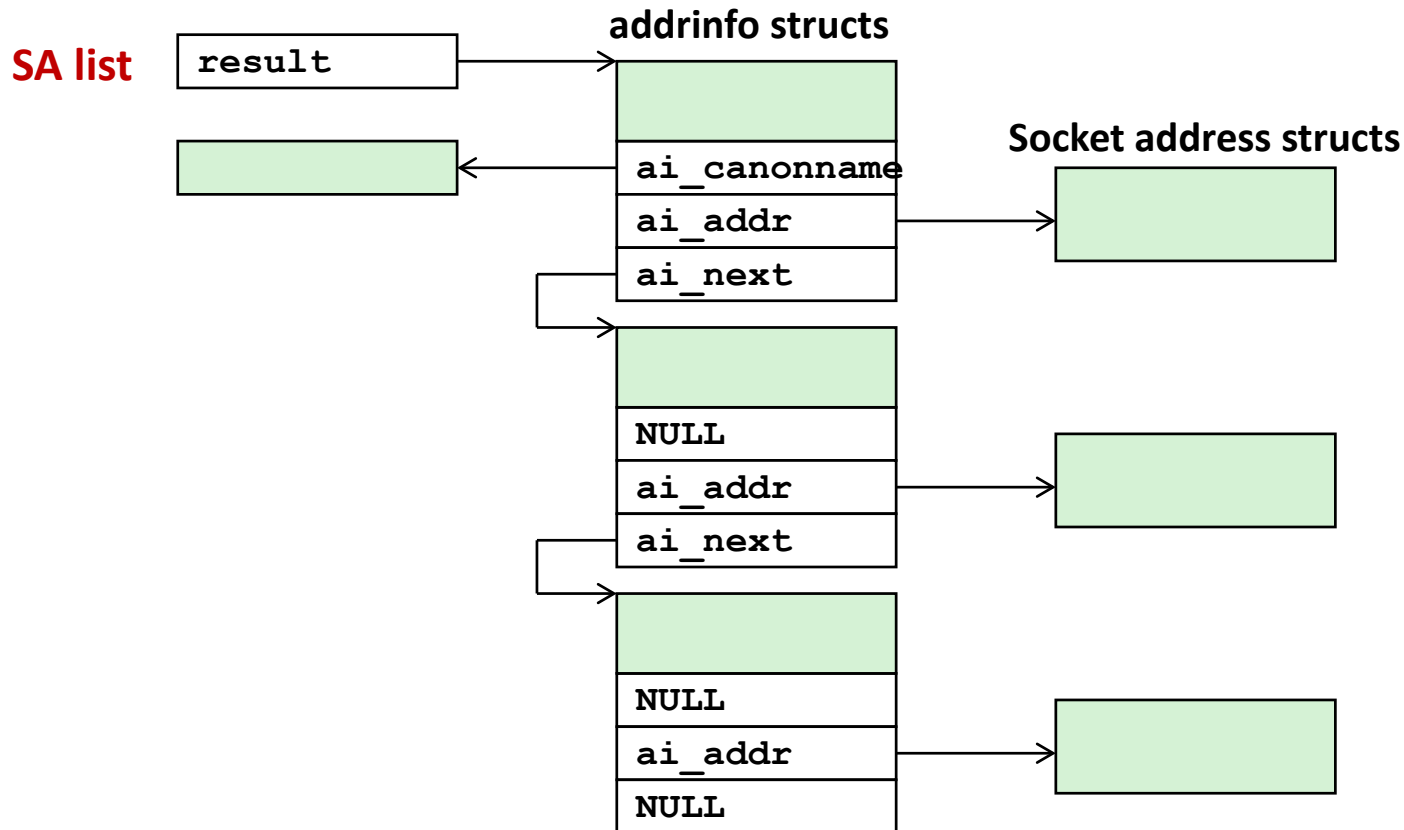 addrinfo structs
SA list
result
ai_canonname
Socket address structs
ai_addr
ai_next
NULL
ai_addr
ai_next
NULL
ai_addr
NULL